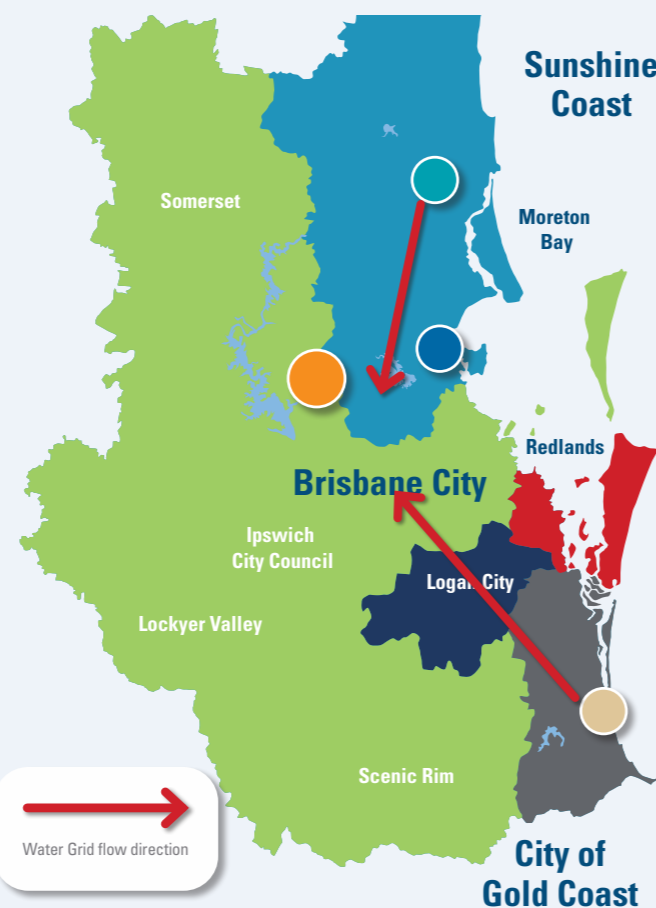 Sunshine
Coast
Somerset
Moreton
Bay
Redlands
Brisbane City
Ipswich
City Council
Logan City
Lockyer Valley
Scenic Rim
Water Grid flow direction
City of
Gold Coast